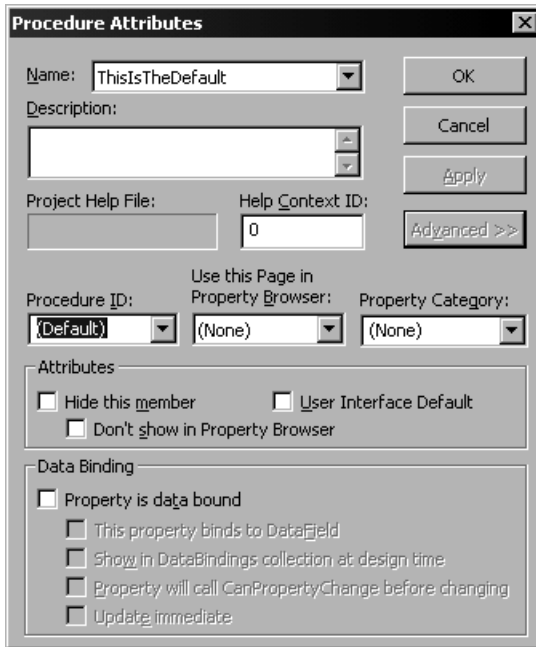 Procedure Attributes
Name: ThisIsTheDefault OK
Description:
Cancel
Apply
Project Help File: Help Context ID:
0 Advanced >>
Use this Page in
Procedure ID: Property Browser: Property Category:
(Default) (None) (None)
Attributes
Hide this member User Interface Default
Don't show in Property Browser
Data Binding
Property is data bound
This property binds to DataField
Show in DataBindings collection at design time
Property will call CanPropertyChange before changing
Update immediate